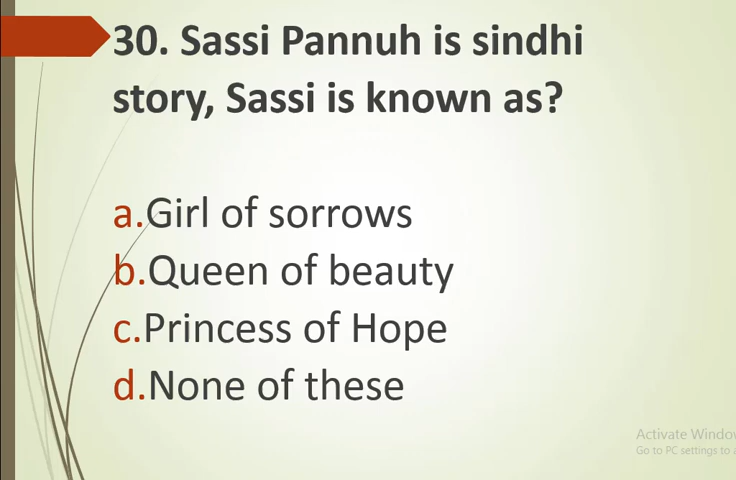 30. Sassi Pannuh is sindhi
story, Sassi is known as?
a.Girl of sorrows
b.Queen of beauty
c.Princess of Hope
d.None of these
Activate Window
Go to PC settings to a